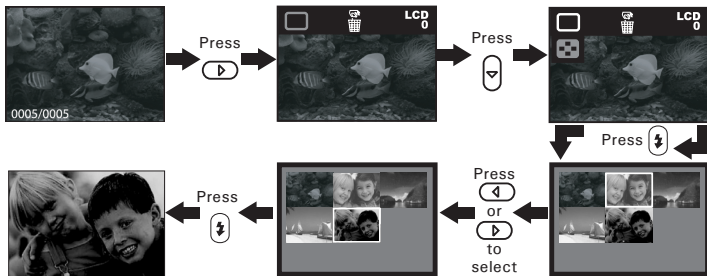 0005/0005
Press
LCD
0
Press
LCD
0
Press
Press
or
to
select
Press